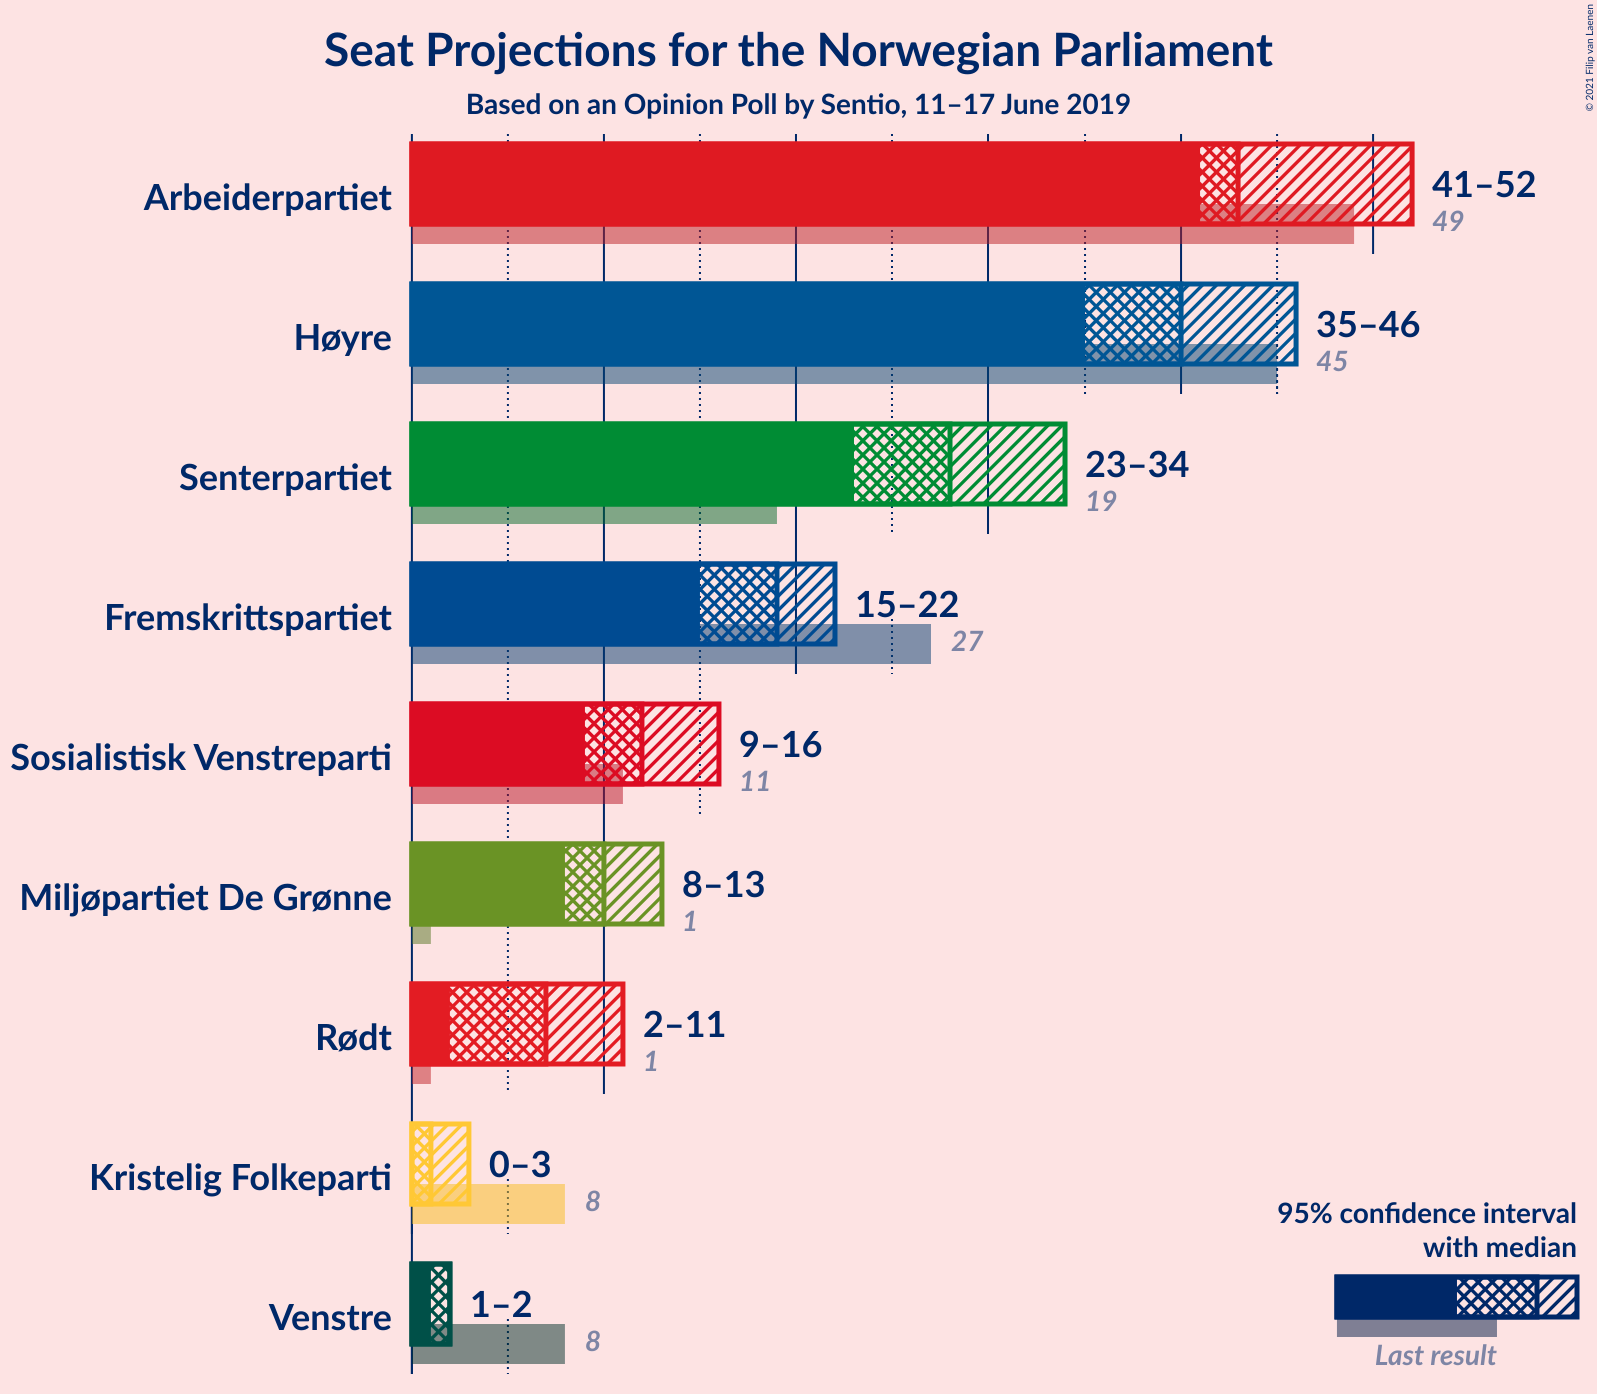 Seat Projections for the Norwegian Parliament
Based on an Opinion Poll by Sentio, 11–17 June 2019
© 2021 Filip van Laenen
Arbeiderpartiet
41–52
49
Høyre
35–46
45
Senterpartiet
23–34
19
Fremskrittspartiet
15–22
27
Sosialistisk Venstreparti
9–16
11
Miljøpartiet De Grønne
8–13
1
Rødt
2–11
1
Kristelig Folkeparti
0–3
8
Venstre
1–2
8
95% confidence interval
with median
Last result